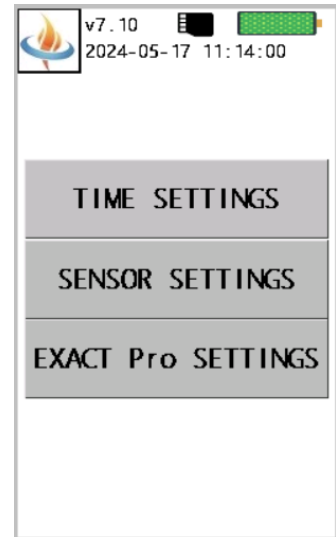 v7.10
2024-05-17 11:14:00
TIME SETTINGS
SENSOR SETTINGS
EXACT Pro SETTINGS